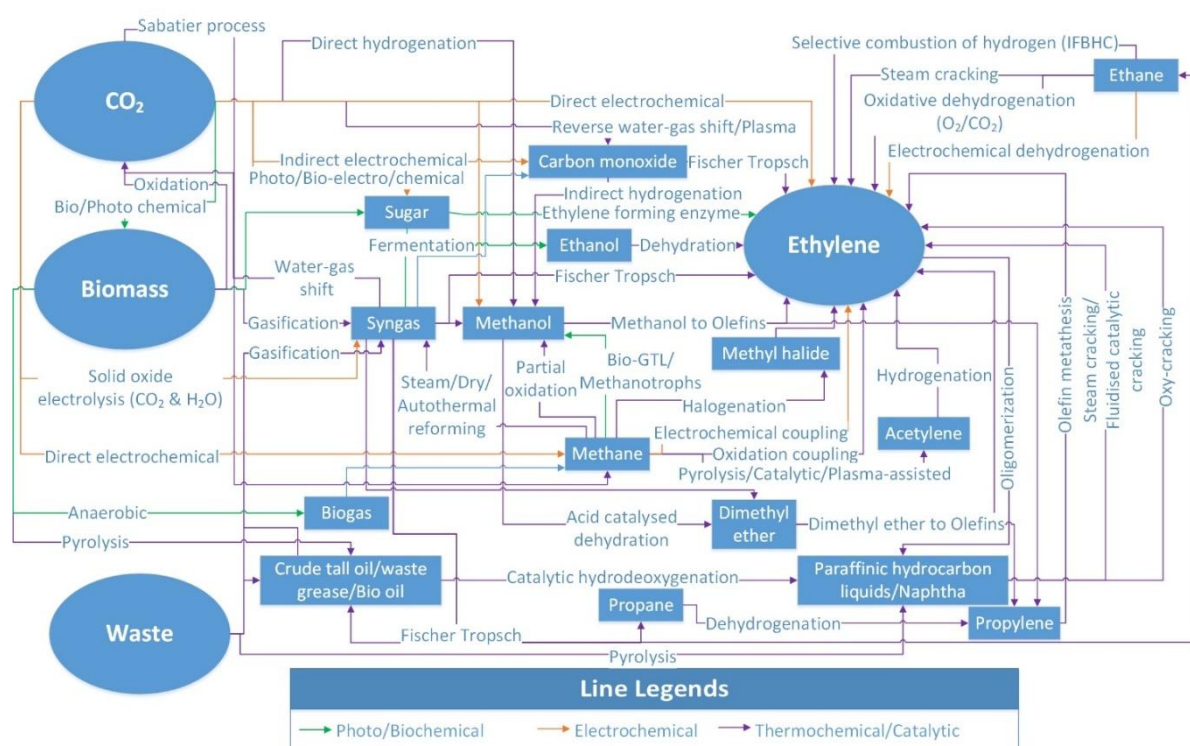 Sabatier process
Direct hydrogenation
Selective combustion of hydrogen (IFBHC)
Steam cracking
Ethane
CO₂
Direct electrochemical
Oxidative dehydrogenation
(O₂/CO₂)
Reverse water-gas shift/Plasma
Indirect electrochemical
Carbon monoxide
Fischer Tropsch
Electrochemical dehydrogenation
Photo/Bio-electro/chemical
Oxidation
Indirect hydrogenation
Bio/Photo chemical
Sugar
Ethylene forming enzyme
Ethylene
Fermentation
Ethanol
Dehydration
Biomass
Water-gas
shift
Fischer Tropsch
Gasification
Syngas
Methanol
Methanol to Olefins
Gasification
Methyl halide
Solid oxide
electrolysis (CO₂ & H₂O)
Steam/Dry/
Autothermal
reforming
Partial
oxidation
Bio-GTL/
Methanotrophs
Halogenation
Hydrogenation
Oligomerization
Olefin metathesis
Steam cracking/
Fluidised catalytic
cracking
Oxy-cracking
Electrochemical coupling
Acetylene
Direct electrochemical
Methane
Oxidation coupling
Pyrolysis/Catalytic/Plasma-assisted
Anaerobic
Biogas
Acid catalysed
dehydration
Dimethyl
ether
Dimethyl ether to Olefins
Pyrolysis
Crude tall oil/waste
grease/Bio oil
Catalytic hydrodeoxygenation
Paraffinic hydrocarbon
liquids/Naphtha
Waste
Fischer Tropsch
Propane
Dehydrogenation
Propylene
Pyrolysis
Line Legends
Photo/Biochemical
Electrochemical
Thermochemical/Catalytic